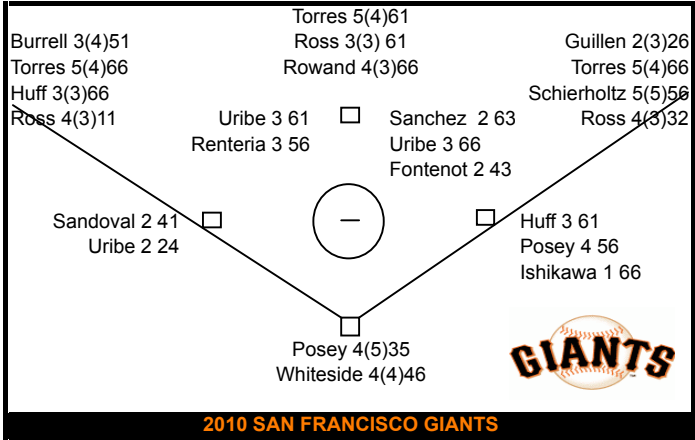 Torres 5(4)61
Ross 3(3) 61
Rowand 4(3)66
Burrell 3(4)51
Torres 5(4)66
Huff 3(3)66
Ross 4(3)11
Guillen 2(3)26
Torres 5(4)66
Schierholtz 5(5)56
Ross 4(3)32
Uribe 3 61
Renteria 3 56
Sanchez 2 63
Uribe 3 66
Fontenot 2 43
Sandoval 2 41
Uribe 2 24
Huff 3 61
Posey 4 56
Ishikawa 1 66
Posey 4(5)35
Whiteside 4(4)46
GIANTS
2010 SAN FRANCISCO GIANTS